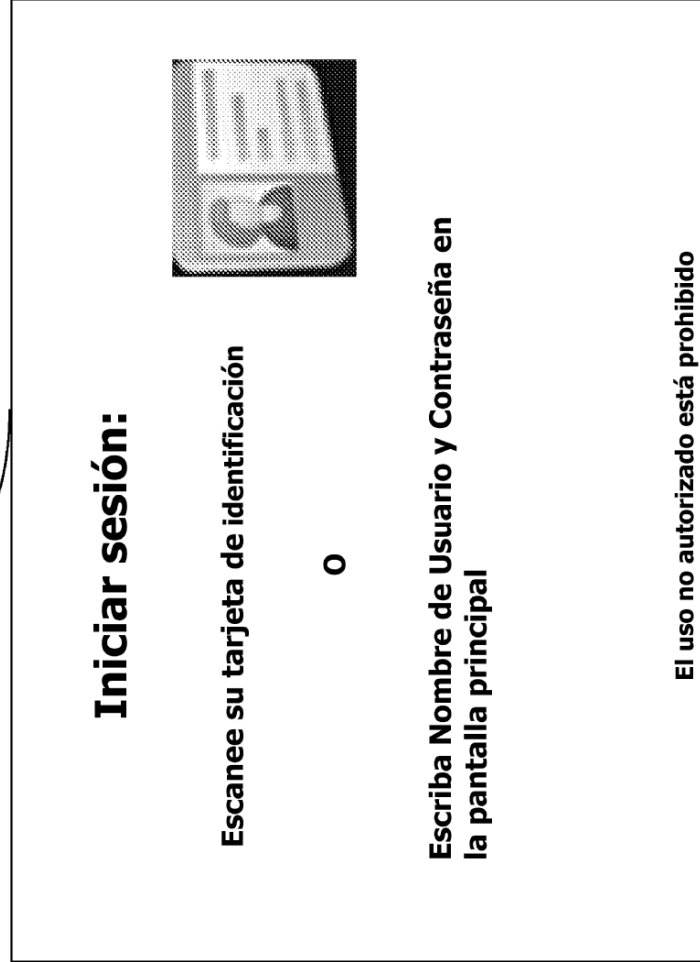 Iniciar sesión:
Escanee su tarjeta de identificación
O
Escriba Nombre de Usuario y Contraseña en
la pantalla principal
El uso no autorizado está prohibido